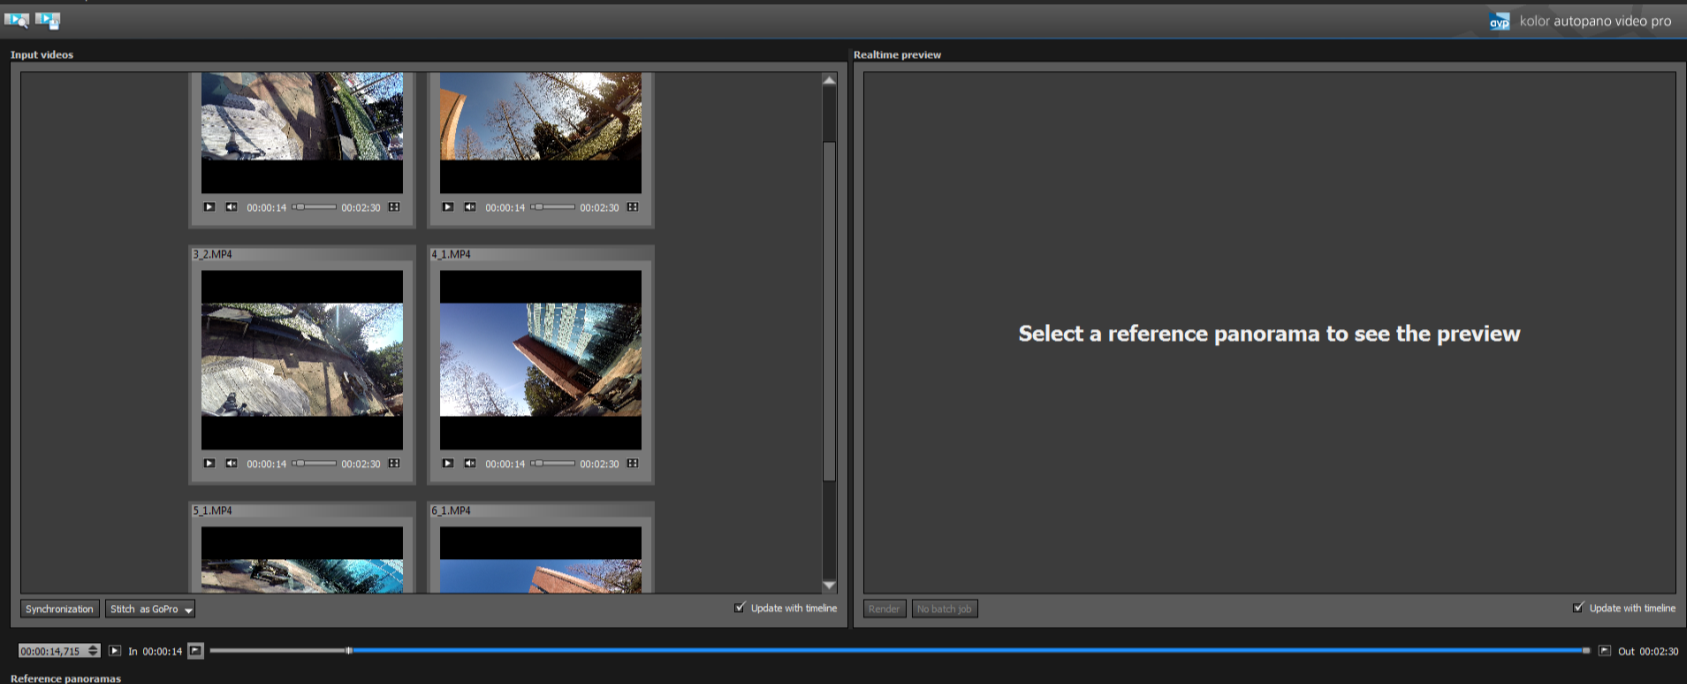 avp kolor autopano video pro
Input videos
Realtime preview
00:00:14 00:02:30
00:00:14 00:02:30
3_2.MP4
4_1.MP4
Select a reference panorama to see the preview
00:00:14 00:02:30
00:00:14 00:02:30
5_1.MP4
6_1.MP4
Synchronization
Stitch as GoPro
Update with timeline
Render
No batch job
Update with timeline
00:00:14,715
In 00:00:14
Out 00:02:30
Reference panoramas